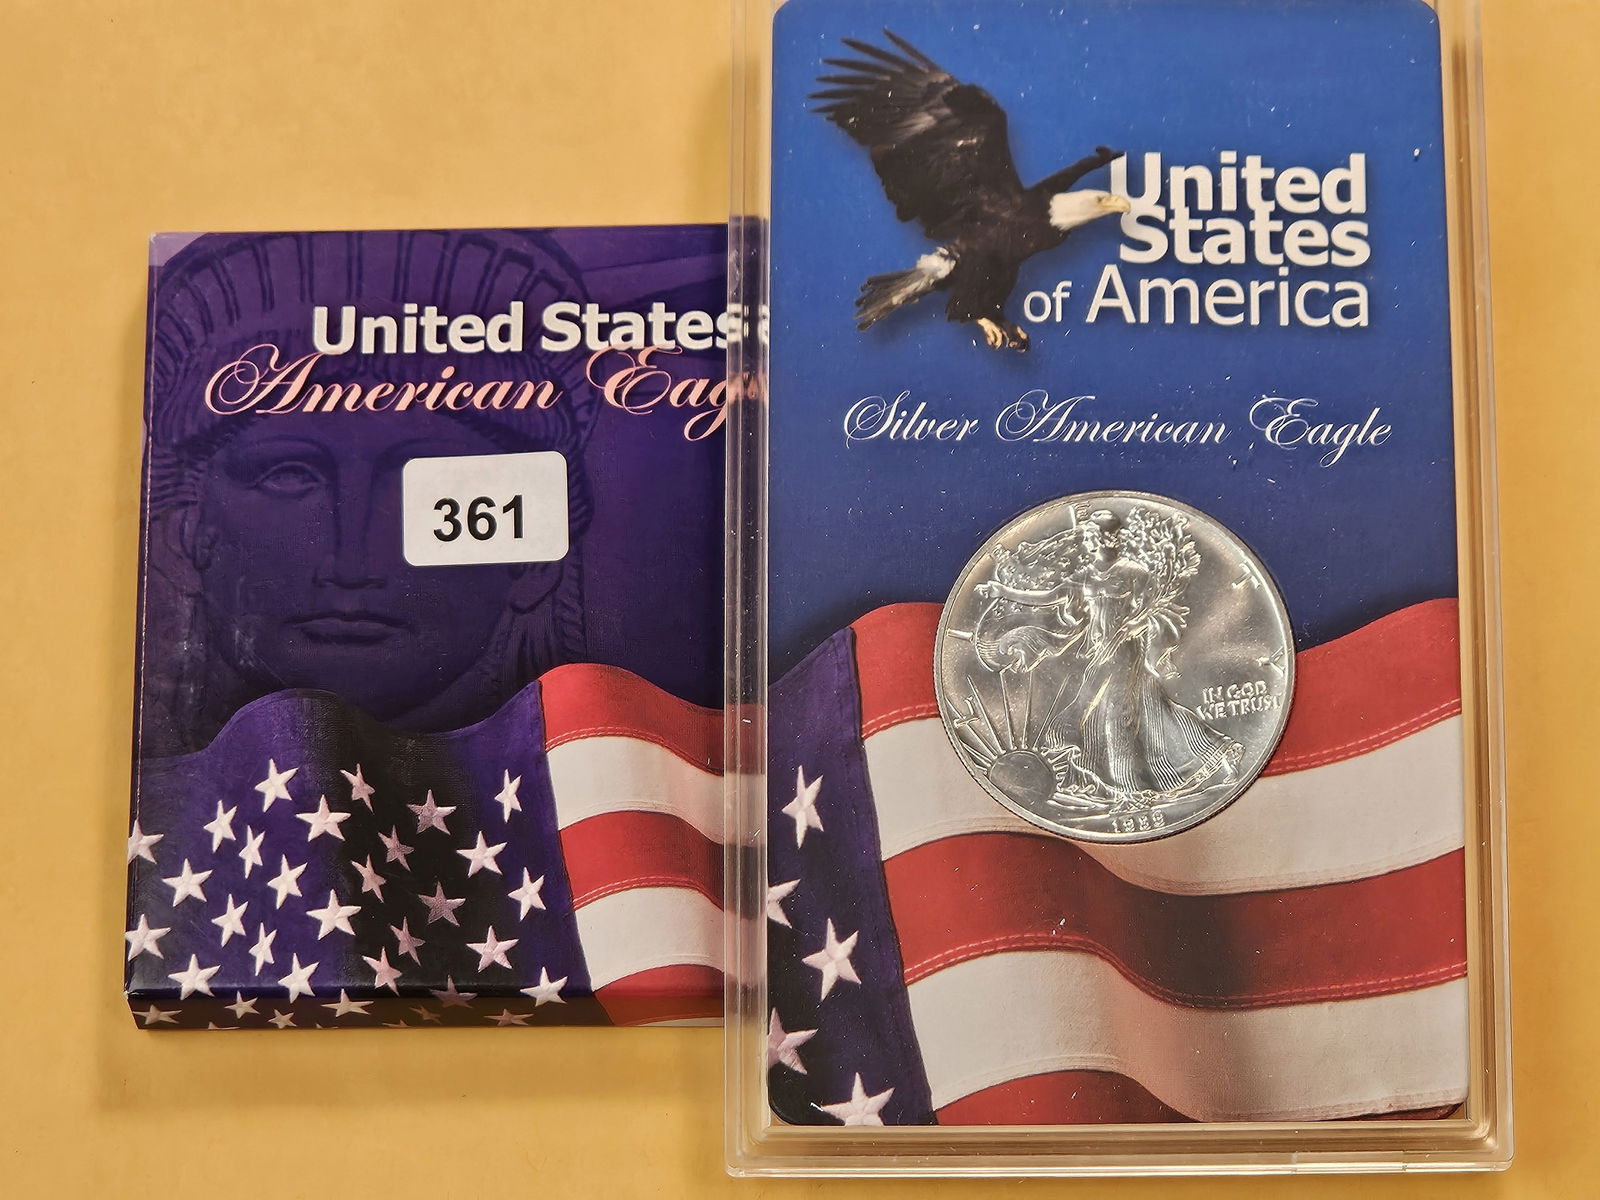 United States
American Eag
361
United
States
of America
Silver American Eagle
L I E T Y
IN GOD
WE TRUST